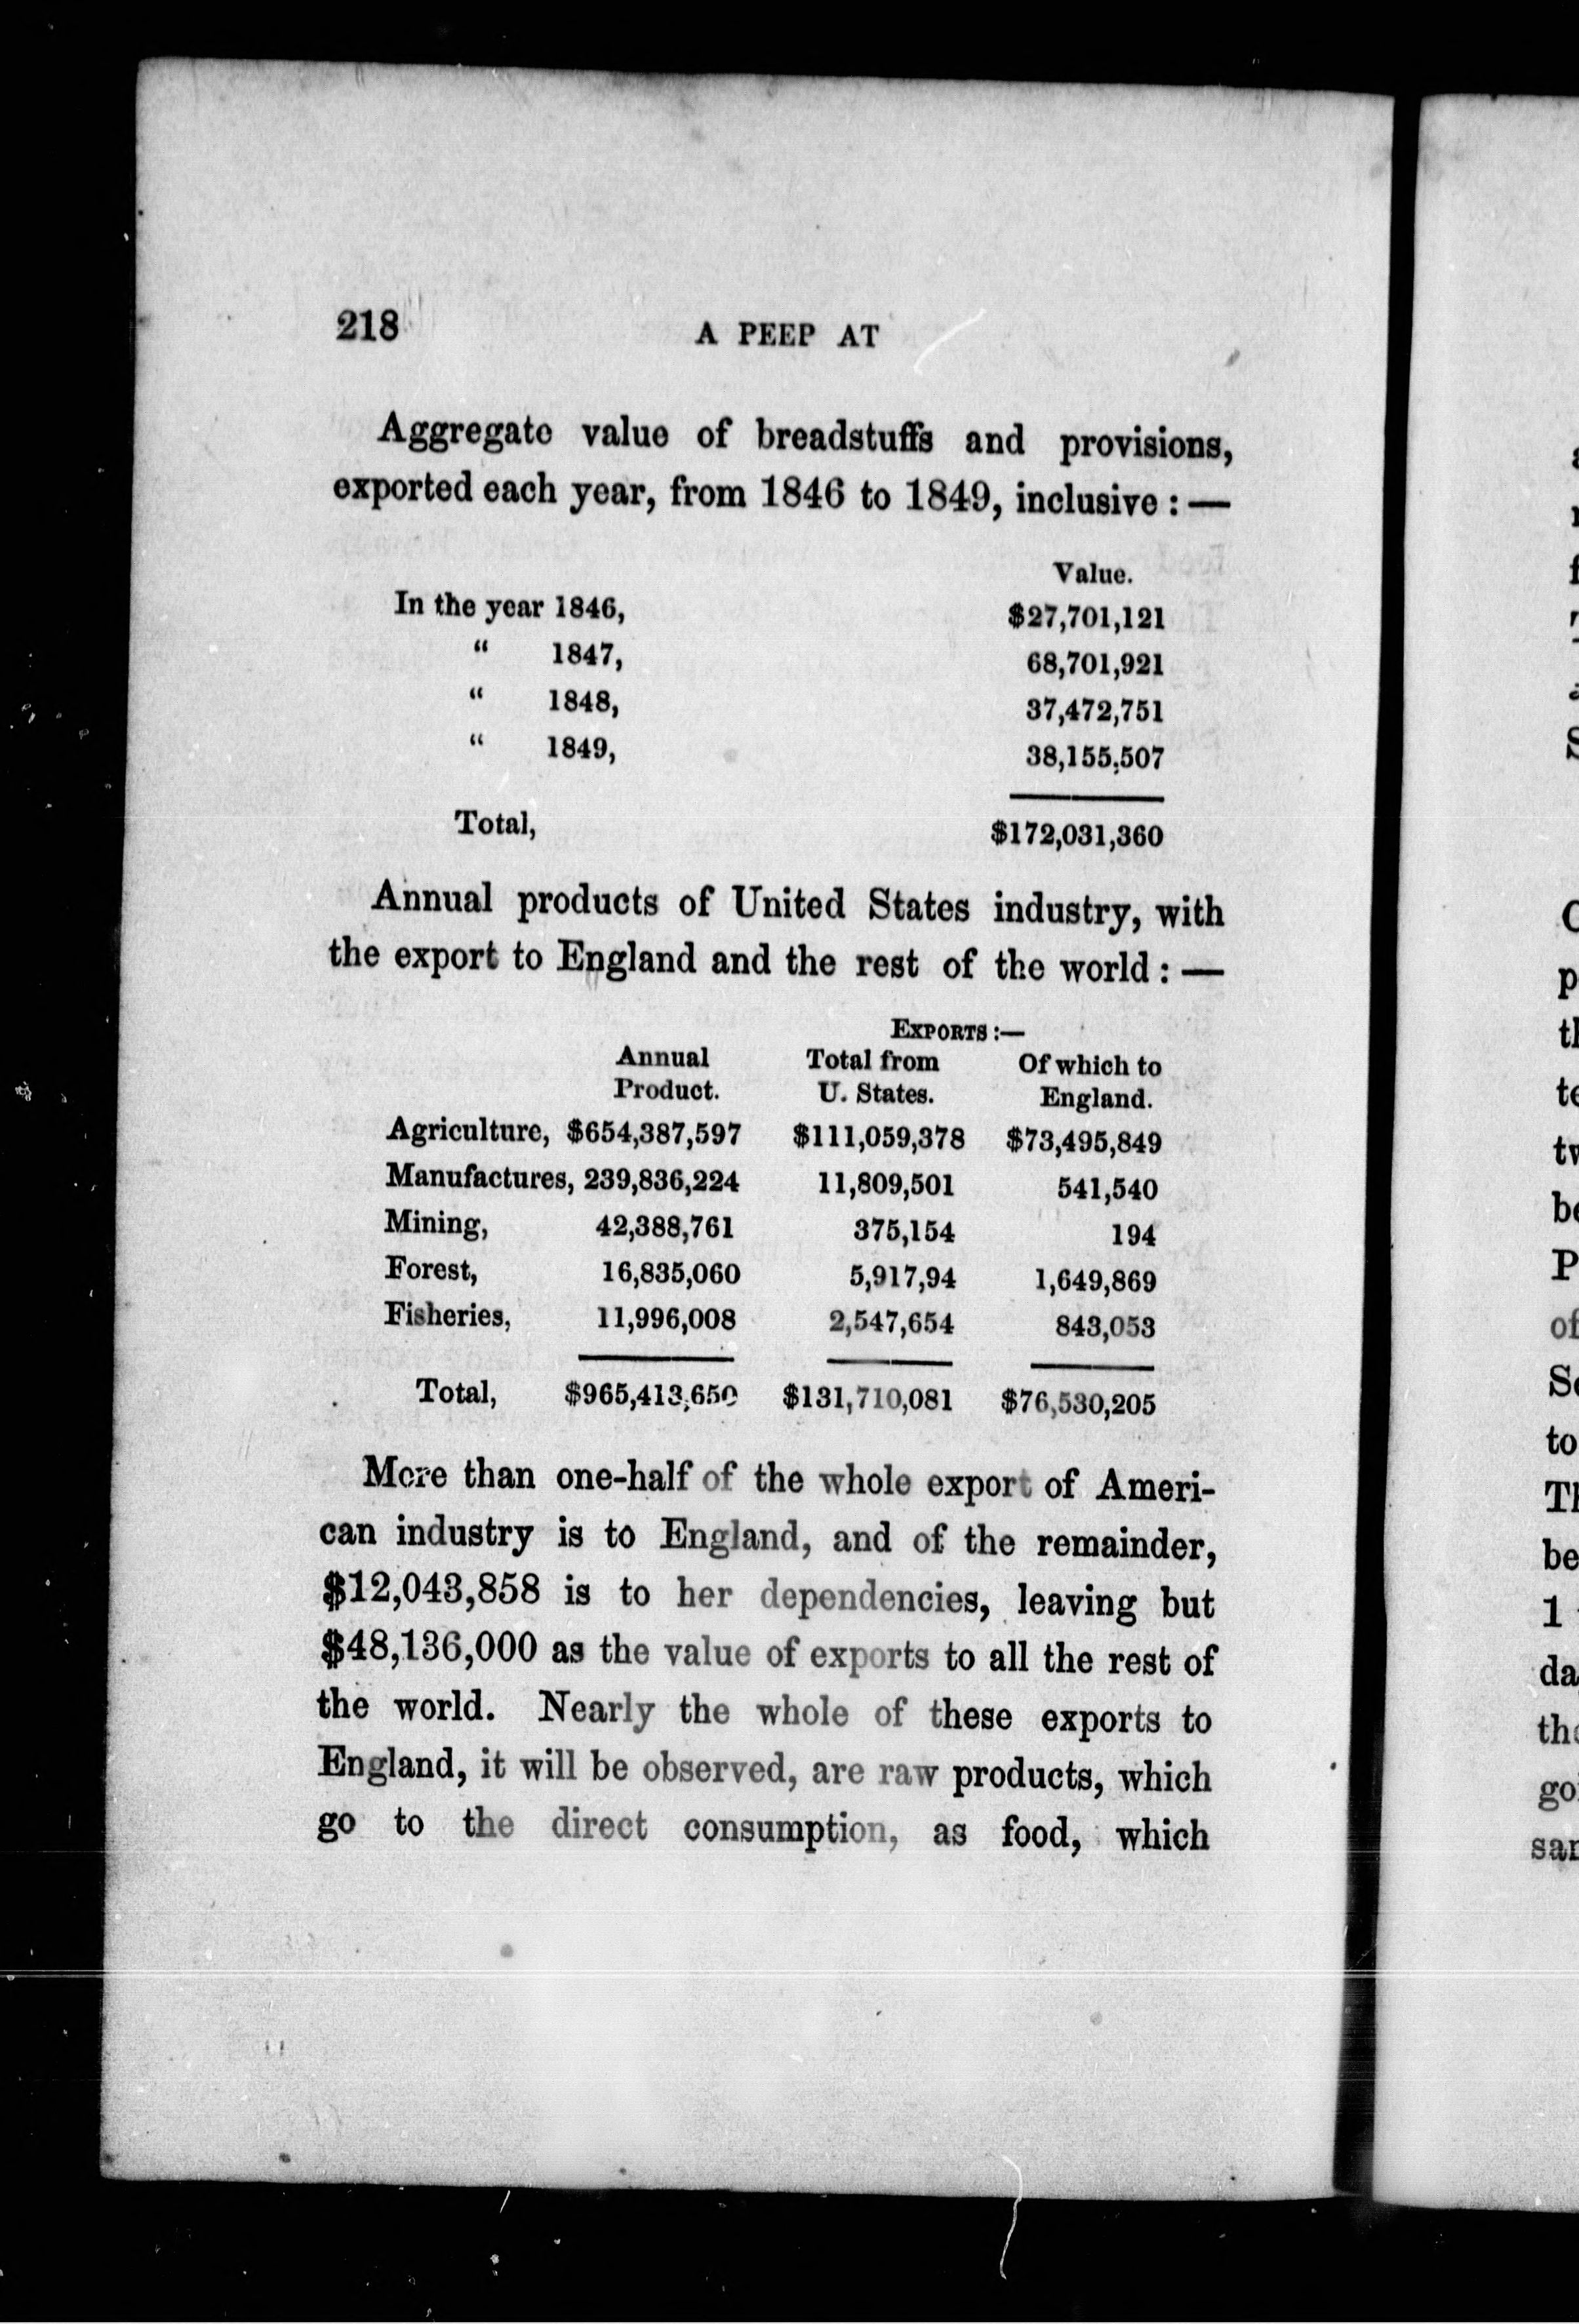 218 A PEEP AT
Aggregate value of breadstuffs and provisions,
exported each year, from 1846 to 1849, inclusive : —
Value.
In the year 1846, $27,701,121
“ 1847, 68,701,921
“ 1848, 37,472,751
“ 1849, 38,155,507
Total, $172,031,360
Annual products of United States industry, with
the export to England and the rest of the world : —
EXPORTS :—
Annual Total from Of which to
Product. U. States. England.
Agriculture, $654,387,597 $111,059,378 $73,495,849
Manufactures, 239,836,224 11,809,501 541,540
Mining, 42,388,761 375,154 194
Forest, 16,835,060 5,917,94 1,649,869
Fisheries, 11,996,008 2,547,654 843,053
Total, $965,413,650 $131,710,081 $76,530,205
More than one-half of the whole export of Ameri-
can industry is to England, and of the remainder,
$12,043,858 is to her dependencies, leaving but
$48,136,000 as the value of exports to all the rest of
the world. Nearly the whole of these exports to
England, it will be observed, are raw products, which
go to the direct consumption, as food, which